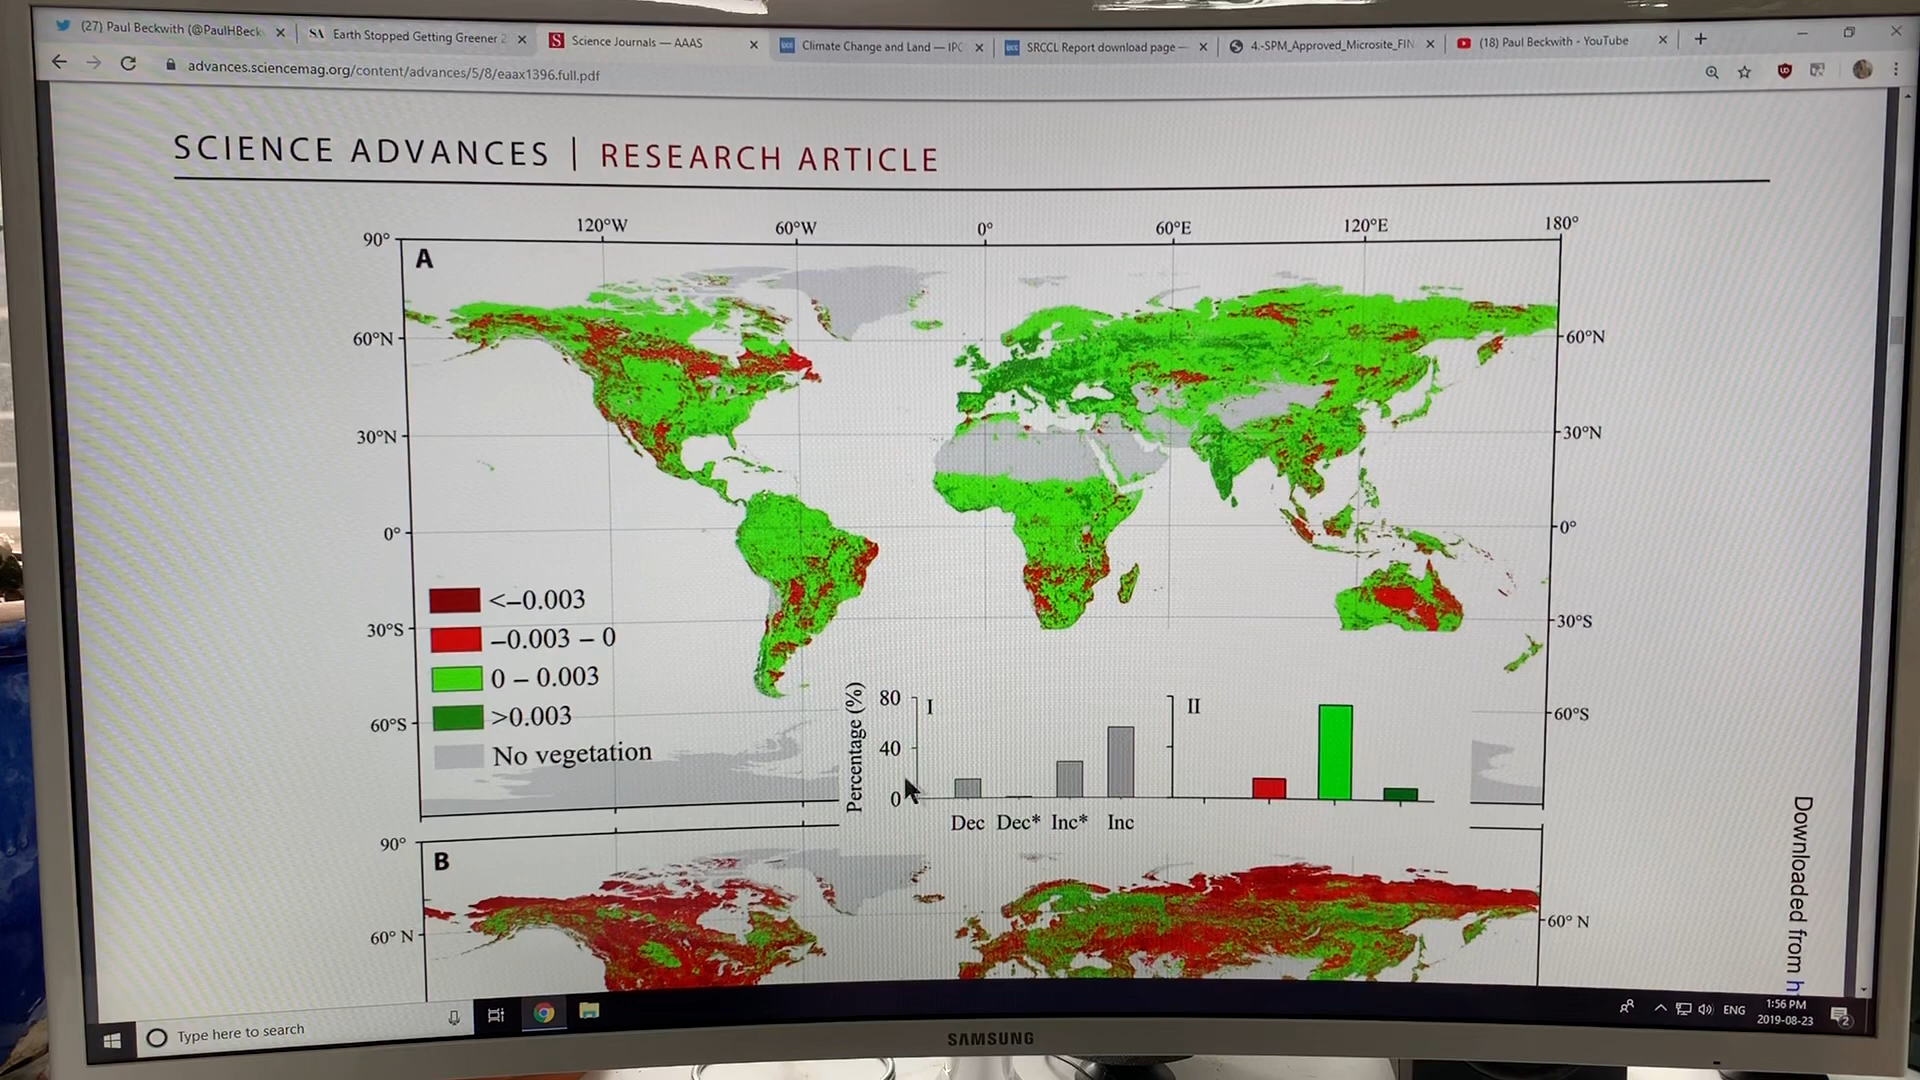 (27) Paul Beckwith (@PaulHBeck
Earth Stopped Getting Greener 2
Science Journals — AAAS
Climate Change and Land — IPC
SRCCL Report download page —
4.-SPM_Approved_Microsite_FIN
(18) Paul Beckwith - YouTube
advances.sciencemag.org/content/advances/5/8/eaax1396.full.pdf
SCIENCE ADVANCES | RESEARCH ARTICLE
120°W 60°W 0° 60°E 120°E 180°
90°
A
60°N 60°N
30°N 30°N
0° 0°
30°S 30°S
60°S 60°S
<–0.003
–0.003 – 0
0 – 0.003
>0.003
No vegetation
Percentage (%)
80
40
0
I
II
Dec Dec* Inc* Inc
90°
B
60° N 60° N
Downloaded from h
Type here to search
ENG
1:56 PM
2019-08-23
2
SAMSUNG